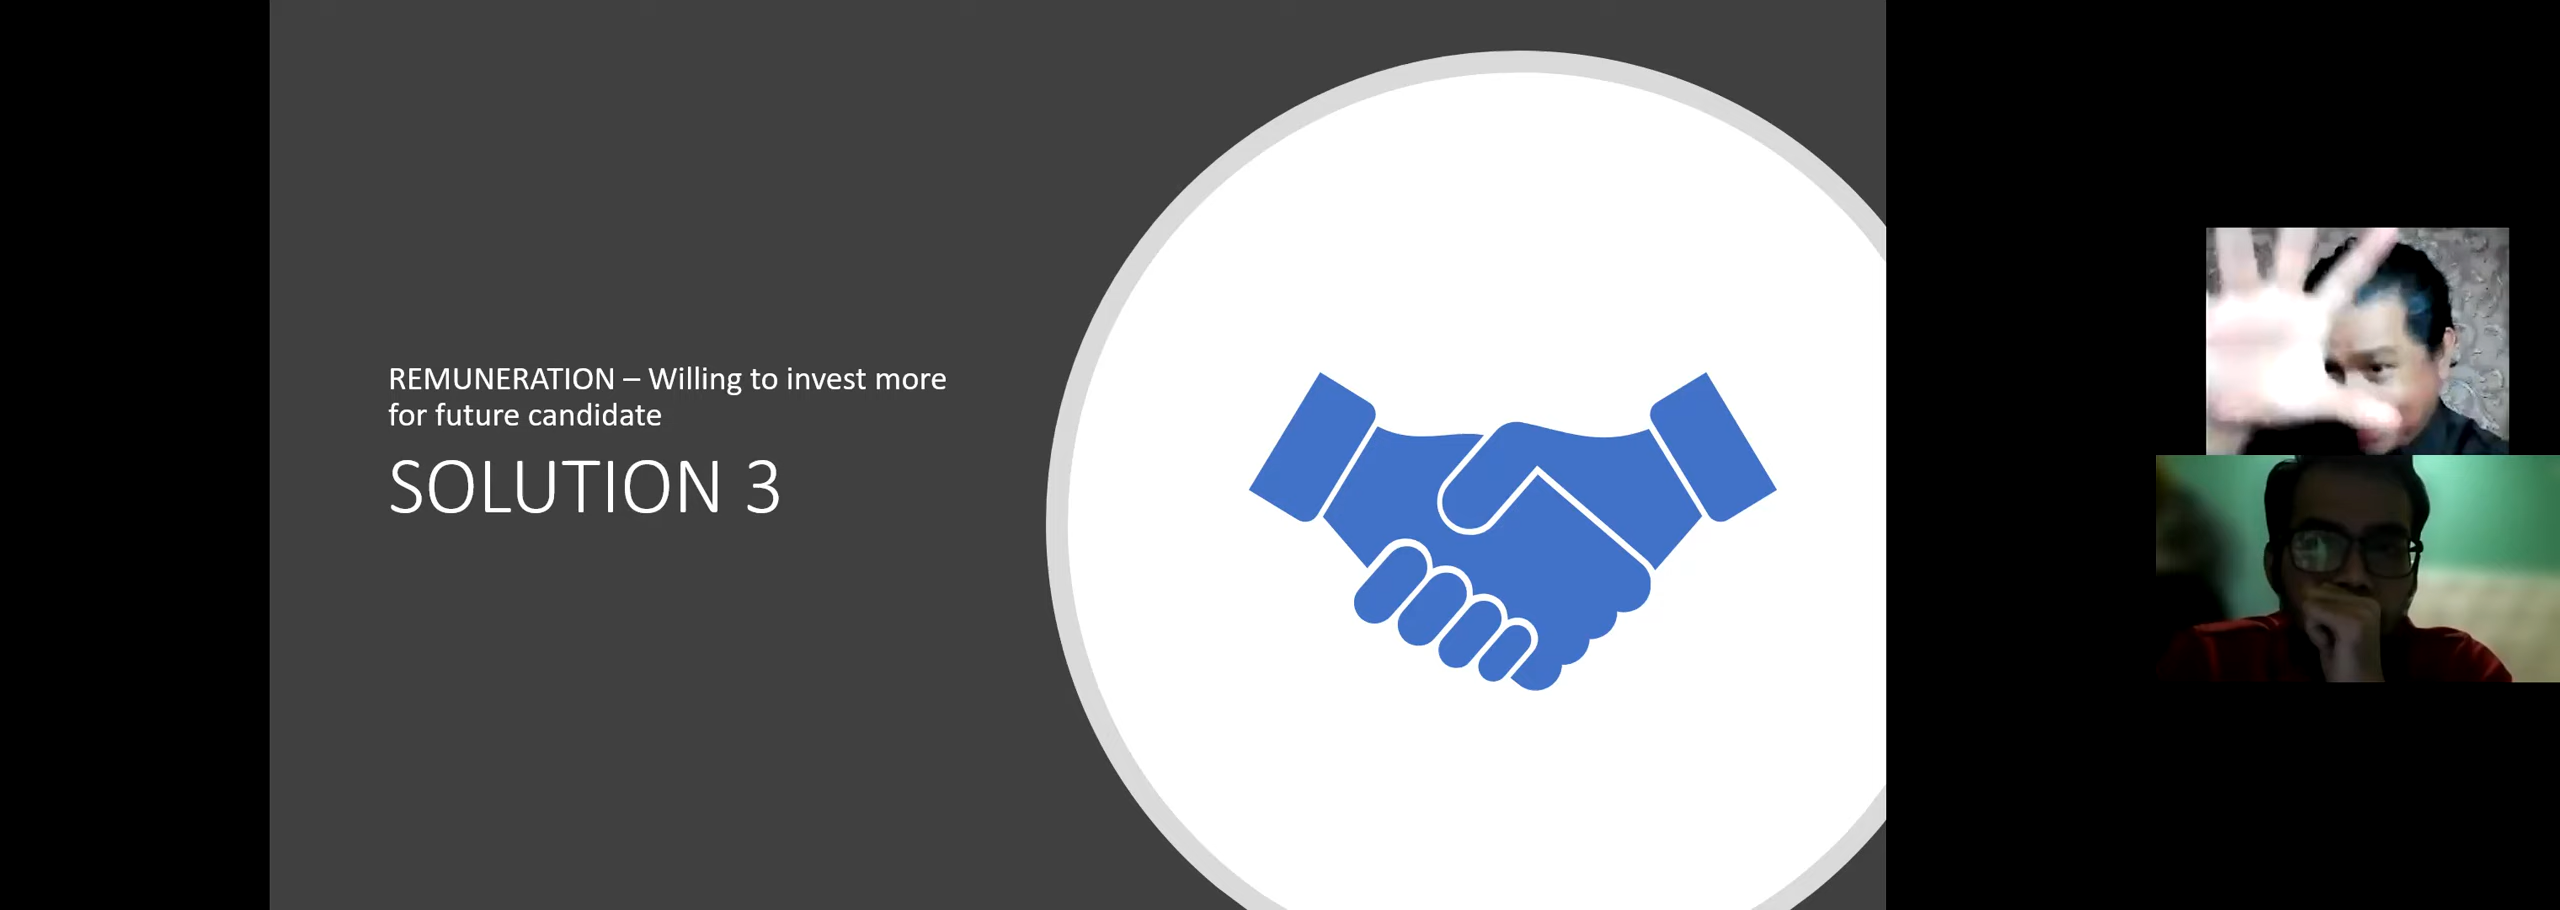 REMUNERATION – Willing to invest more
for future candidate
SOLUTION 3